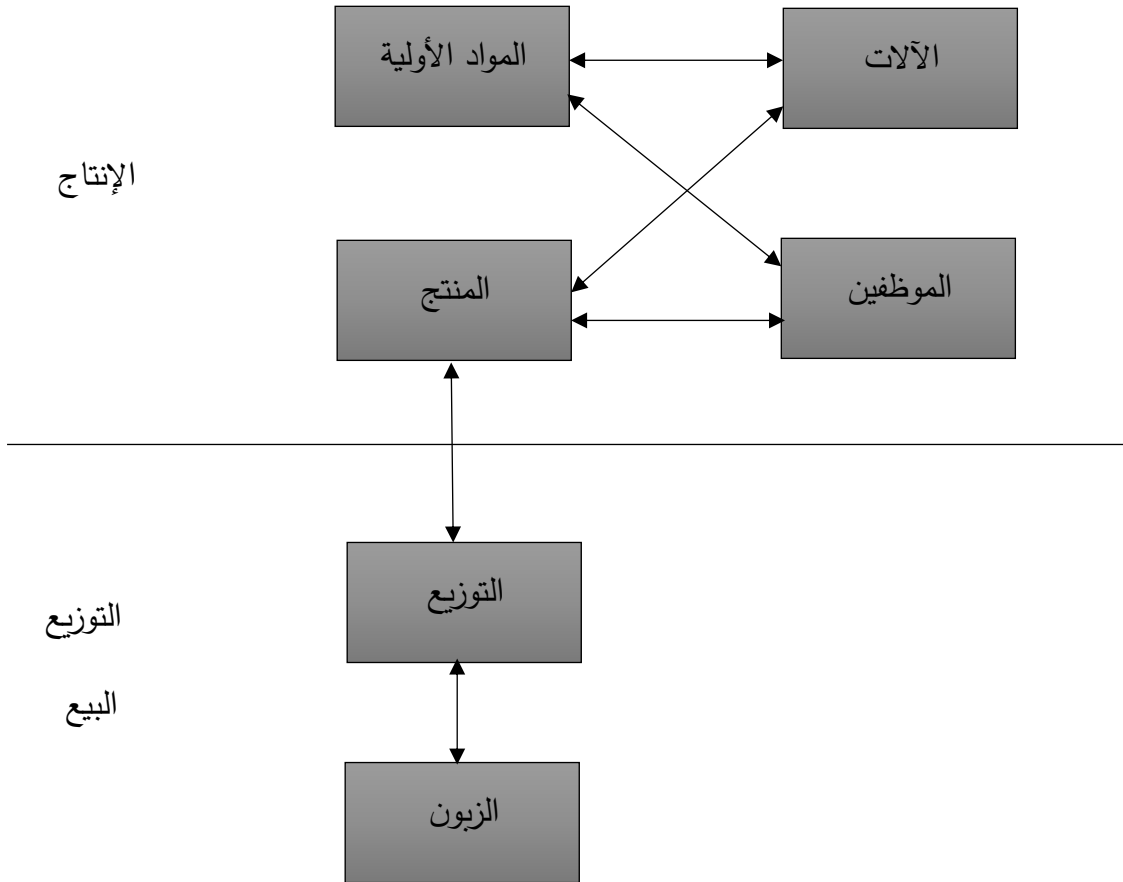 المواد الأولية
الآلات
الإنتاج
المنتج
الموظفين
التوزيع
التوزيع
البيع
الزبون